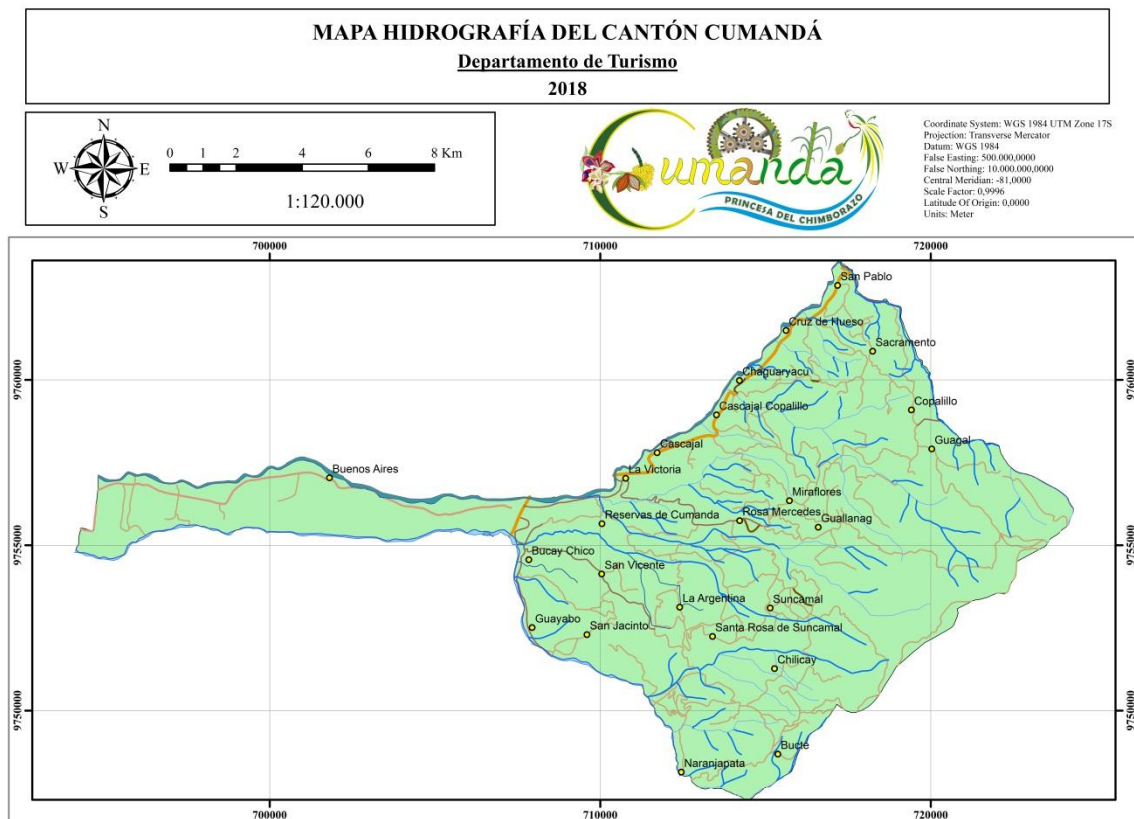 MAPA HIDROGRAFÍA DEL CANTÓN CUMANDÁ
Departamento de Turismo
2018
N
W E
S
0 1 2 4 6 8 Km
1:120.000
Cumanda
PRINCESA DEL CHIMBORAZO
Coordinate System: WGS 1984 UTM Zone 17S
Projection: Transverse Mercator
Datum: WGS 1984
False Easting: 500.000,0000
False Northing: 10.000.000,0000
Central Meridian: -81,0000
Scale Factor: 0,9996
Latitude Of Origin: 0,0000
Units: Meter
700000 710000 720000
San Pablo
Cruz de Hueso
Sacramento
9760000 9760000
Chaguaryacu
Copalillo
Cascajal Copalillo
Guagal
Cascajal
La Victoria
Buenos Aires
Miraflores
Reservas de Cumanda
Rosa Mercedes
Guallanag
9755000 9755000
Bucay Chico
San Vicente
La Argentina
Suncamal
Guayabo
San Jacinto
Santa Rosa de Suncamal
Chilicay
9750000 9750000
Bucte
Naranjapata
700000 710000 720000